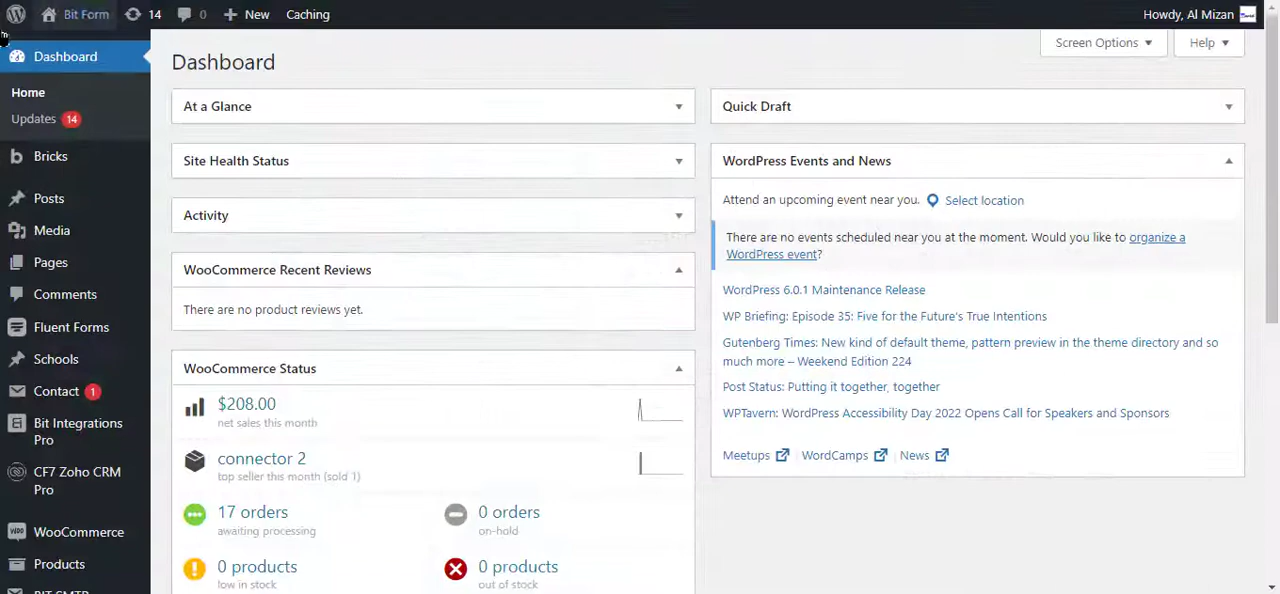 Bit Form 14 0 New Caching Howdy, Al Mizan
Screen Options Help
Dashboard
Home
Updates 14
Bricks
Posts
Media
Pages
Comments
Fluent Forms
Schools
Contact 1
Bit Integrations
Pro
CF7 Zoho CRM
Pro
WooCommerce
Products
BIT SMTP
Dashboard
At a Glance
Site Health Status
Activity
WooCommerce Recent Reviews
There are no product reviews yet.
WooCommerce Status
$208.00
net sales this month
connector 2
top seller this month (sold 1)
17 orders
awaiting processing
0 orders
on-hold
0 products
low in stock
0 products
out of stock
Quick Draft
WordPress Events and News
Attend an upcoming event near you. Select location
There are no events scheduled near you at the moment. Would you like to organize a
WordPress event?
WordPress 6.0.1 Maintenance Release
WP Briefing: Episode 35: Five for the Future's True Intentions
Gutenberg Times: New kind of default theme, pattern preview in the theme directory and so
much more – Weekend Edition 224
Post Status: Putting it together, together
WPTavern: WordPress Accessibility Day 2022 Opens Call for Speakers and Sponsors
Meetups WordCamps News